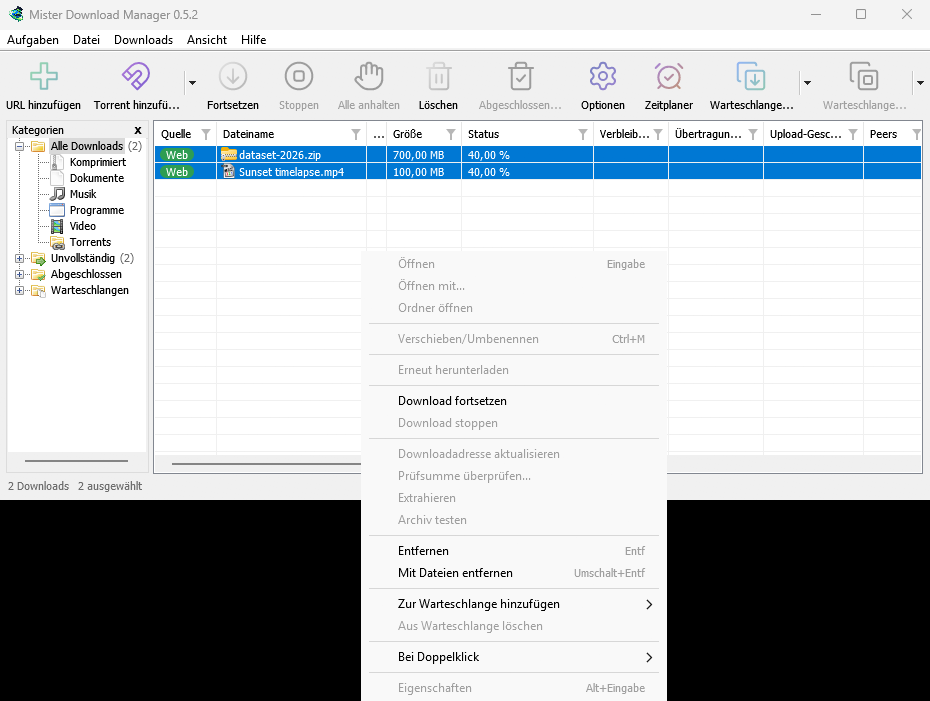 Mister Download Manager 0.5.2
Aufgaben Datei Downloads Ansicht Hilfe
URL hinzufügen Torrent hinzufü... Fortsetzen Stoppen Alle anhalten Löschen Abgeschlossen... Optionen Zeitplaner Warteschlange... Warteschlange...
Kategorien x
Alle Downloads (2)
Komprimiert
Dokumente
Musik
Programme
Video
Torrents
Unvollständig (2)
Abgeschlossen
Warteschlangen
Quelle Dateiname ... Größe Status Verbleib... Übertragun... Upload-Gesc... Peers
Web dataset-2026.zip 700,00 MB 40,00 %
Web Sunset timelapse.mp4 100,00 MB 40,00 %
Öffnen Eingabe
Öffnen mit...
Ordner öffnen
Verschieben/Umbenennen Ctrl+M
Erneut herunterladen
Download fortsetzen
Download stoppen
Downloadadresse aktualisieren
Prüfsumme überprüfen...
Extrahieren
Archiv testen
Entfernen Entf
Mit Dateien entfernen Umschalt+Entf
Zur Warteschlange hinzufügen
Aus Warteschlange löschen
Bei Doppelklick
Eigenschaften Alt+Eingabe
2 Downloads 2 ausgewählt